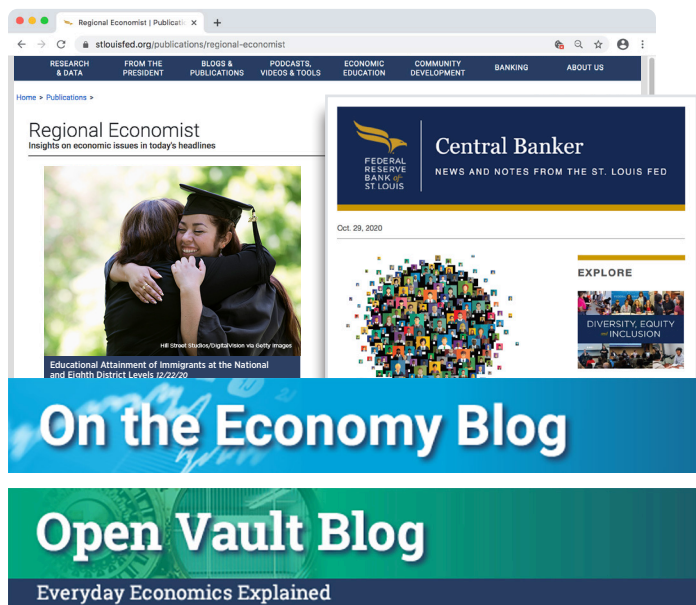 Regional Economist | Publicatio
stlouisfed.org/publications/regional-economist
RESEARCH & DATA
FROM THE PRESIDENT
BLOGS & PUBLICATIONS
PODCASTS, VIDEOS & TOOLS
ECONOMIC EDUCATION
COMMUNITY DEVELOPMENT
BANKING
ABOUT US
Home > Publications >
Regional Economist
Insights on economic issues in today's headlines
Hill Street Studios/DigitalVision via Getty Images
Educational Attainment of Immigrants at the National
and Eighth District Levels 12/22/20
FEDERAL
RESERVE
BANK of
ST. LOUIS
Central Banker
NEWS AND NOTES FROM THE ST. LOUIS FED
Oct. 29, 2020
EXPLORE
DIVERSITY, EQUITY
and INCLUSION
On the Economy Blog
Open Vault Blog
Everyday Economics Explained